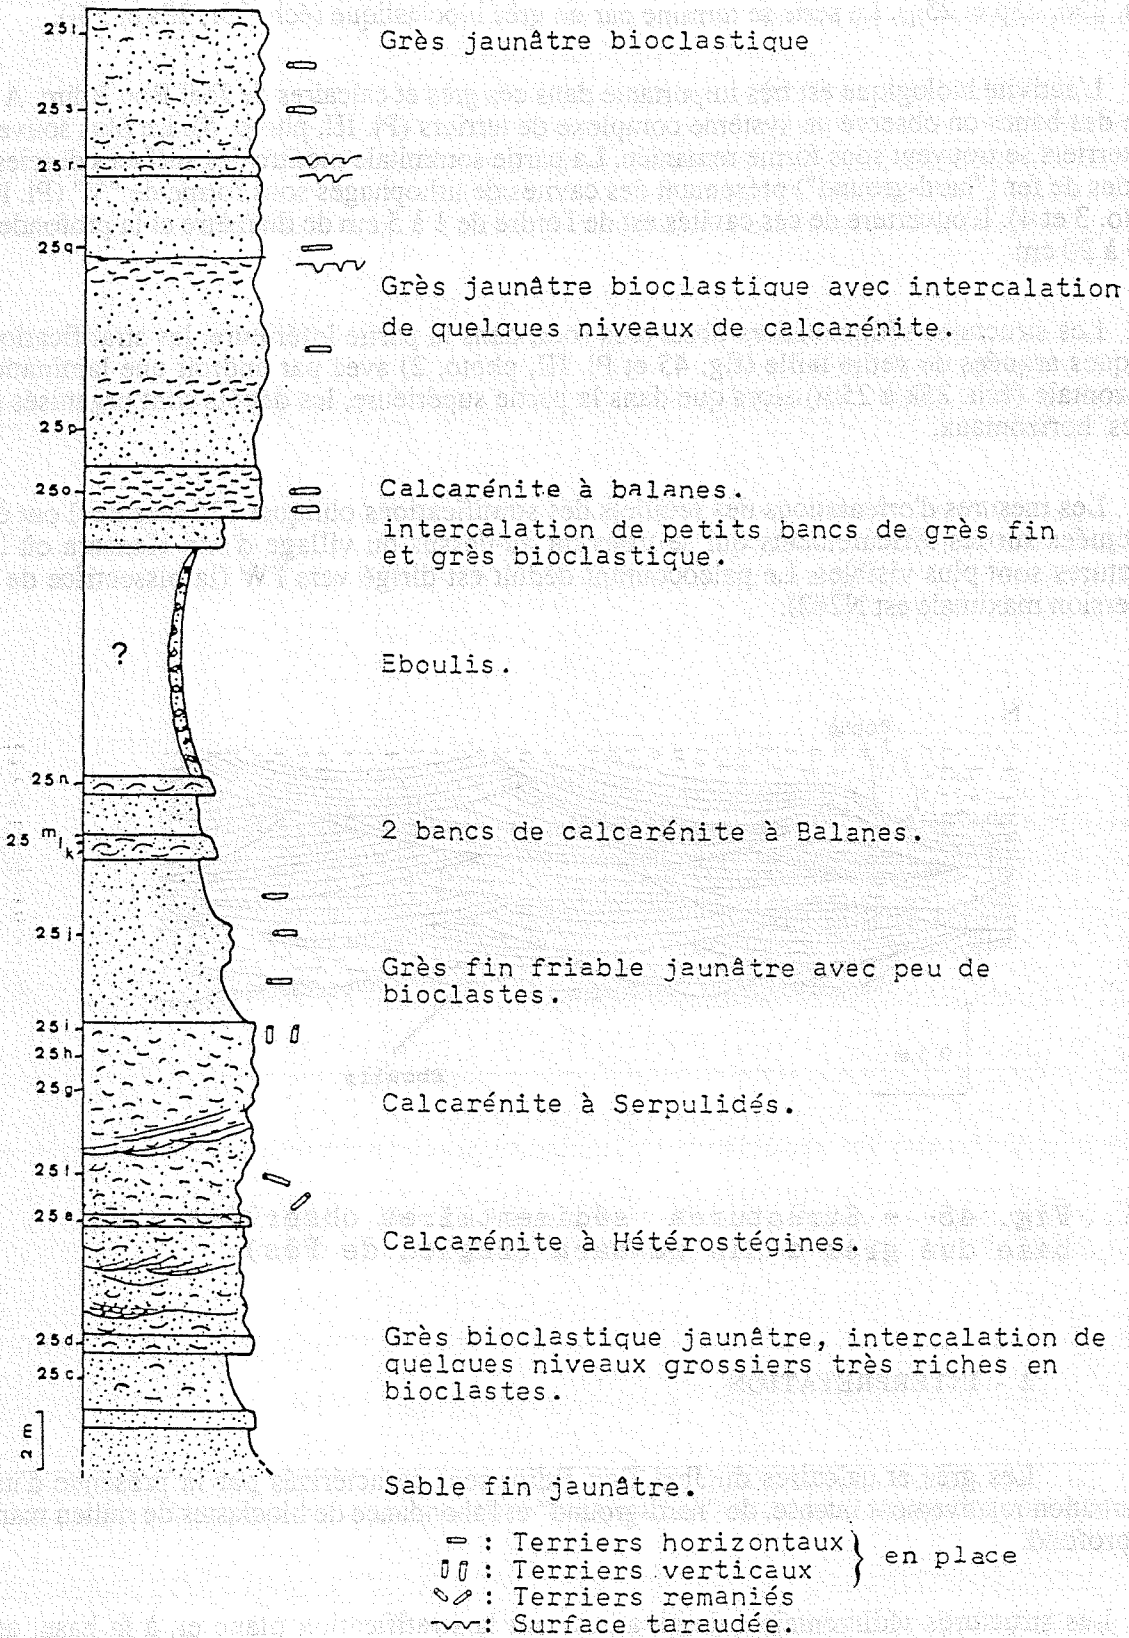 25t
Grès jaunâtre bioclastique
25s
25r
25q
Grès jaunâtre bioclastique avec intercalation
de quelques niveaux de calcarénite.
25p
25o
Calcarénite à balanes.
intercalation de petits bancs de grès fin
et grès bioclastique.
?
Eboulis.
25n
25 m l k
2 bancs de calcarénite à Balanes.
25j
Grès fin friable jaunâtre avec peu de
bioclastes.
25i
25h
25g
Calcarénite à Serpulidés.
25f
25e
Calcarénite à Hétérostégines.
25d
Grès bioclastique jaunâtre, intercalation de
quelques niveaux grossiers très riches en
bioclastes.
25c
2 m
Sable fin jaunâtre.
: Terriers horizontaux
: Terriers verticaux
} en place
: Terriers remaniés
: Surface taraudée.